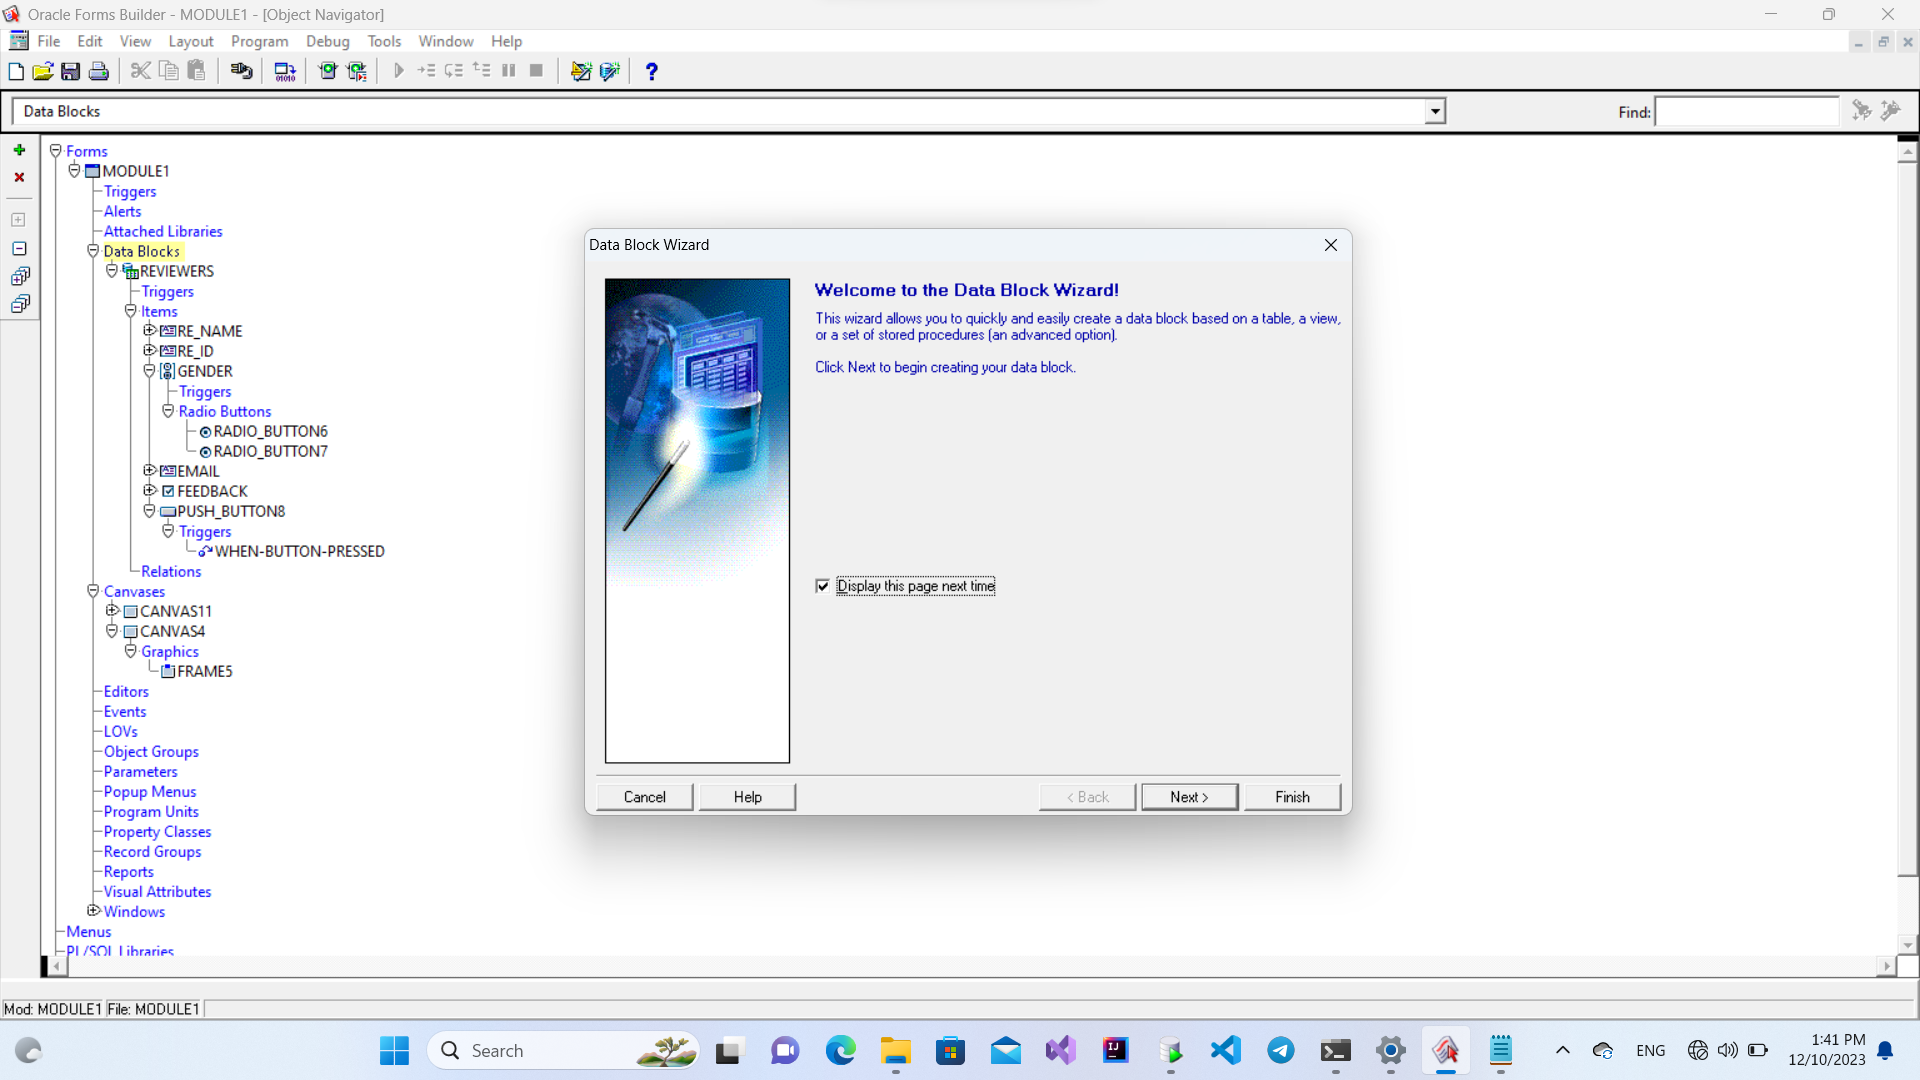 Oracle Forms Builder - MODULE1 - [Object Navigator]
File Edit View Layout Program Debug Tools Window Help
Data Blocks
Find:
Forms
MODULE1
Triggers
Alerts
Attached Libraries
Data Blocks
REVIEWERS
Triggers
Items
RE_NAME
RE_ID
GENDER
Triggers
Radio Buttons
RADIO_BUTTON6
RADIO_BUTTON7
EMAIL
FEEDBACK
PUSH_BUTTON8
Triggers
WHEN-BUTTON-PRESSED
Relations
Canvases
CANVAS11
CANVAS4
Graphics
FRAME5
Editors
Events
LOVs
Object Groups
Parameters
Popup Menus
Program Units
Property Classes
Record Groups
Reports
Visual Attributes
Windows
Menus
PL/SQL Libraries
Data Block Wizard
Welcome to the Data Block Wizard!
This wizard allows you to quickly and easily create a data block based on a table, a view,
or a set of stored procedures (an advanced option).
Click Next to begin creating your data block.
Display this page next time
Cancel Help < Back Next > Finish
Mod: MODULE1 File: MODULE1
Search
ENG
1:41 PM
12/10/2023